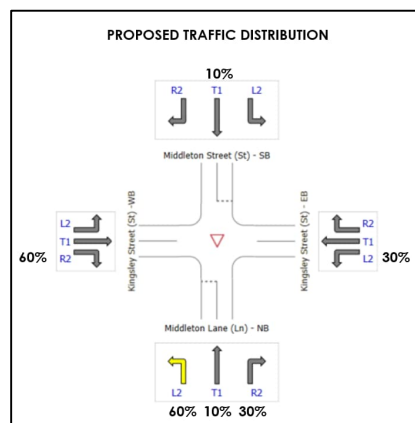 PROPOSED TRAFFIC DISTRIBUTION
10%
R2 T1 L2
Middleton Street (St) - SB
Kingsley Street (St) -WB
Kingsley Street (St) - EB
L2
T1
R2
60%
R2
T1
L2
30%
Middleton Lane (Ln) - NB
L2 T1 R2
60% 10% 30%